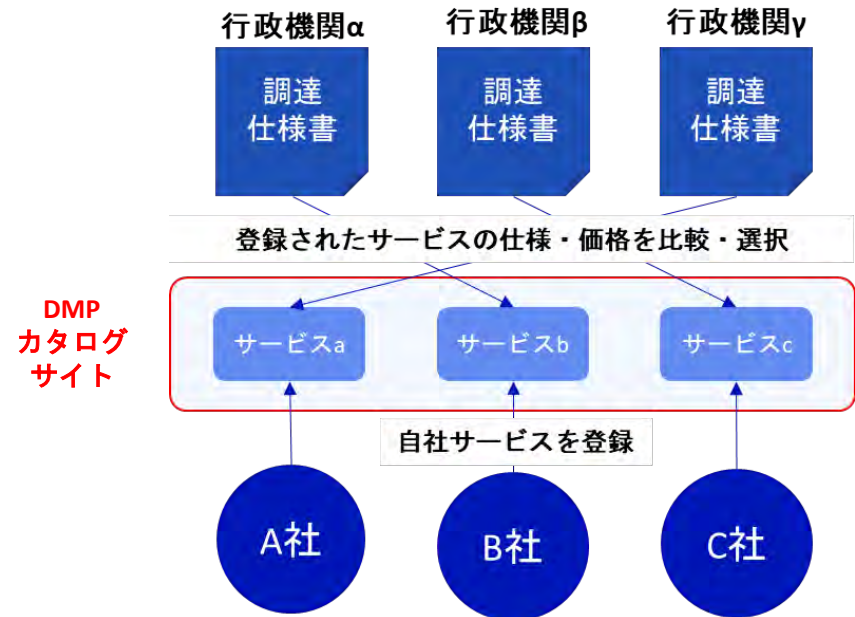 行政機関α
行政機関β
行政機関γ
調達
仕様書
調達
仕様書
調達
仕様書
登録されたサービスの仕様・価格を比較・選択
DMP
カタログ
サイト
サービスa
サービスb
サービスc
自社サービスを登録
A社
B社
C社